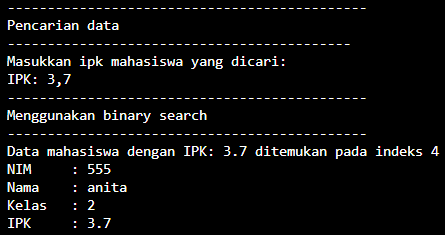 ---------------------------------------------
Pencarian data
-------------------------------------------
Masukkan ipk mahasiswa yang dicari:
IPK: 3,7
---------------------------------------------
Menggunakan binary search
---------------------------------------------
Data mahasiswa dengan IPK: 3.7 ditemukan pada indeks 4
NIM     : 555
Nama    : anita
Kelas   : 2
IPK     : 3.7